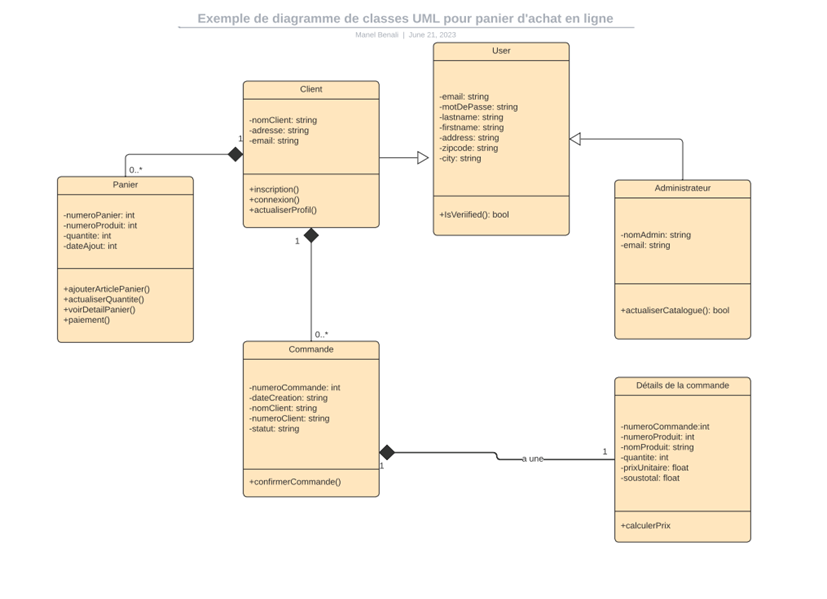 Exemple de diagramme de classes UML pour panier d'achat en ligne
Manel Benali | June 21, 2023
User
-email: string
-motDePasse: string
-lastname: string
-firstname: string
-address: string
-zipcode: string
-city: string
+IsVeriified(): bool
Client
-nomClient: string
-adresse: string
-email: string
+inscription()
+connexion()
+actualiserProfil()
1
0..*
Panier
-numeroPanier: int
-numeroProduit: int
-quantite: int
-dateAjout: int
+ajouterArticlePanier()
+actualiserQuantite()
+voirDetailPanier()
+paiement()
Administrateur
-nomAdmin: string
-email: string
+actualiserCatalogue(): bool
1
0..*
Commande
-numeroCommande: int
-dateCreation: string
-nomClient: string
-numeroClient: string
-statut: string
+confirmerCommande()
1
a une
1
Détails de la commande
-numeroCommande:int
-numeroProduit: int
-nomProduit: string
-quantite: int
-prixUnitaire: float
-soustotal: float
+calculerPrix